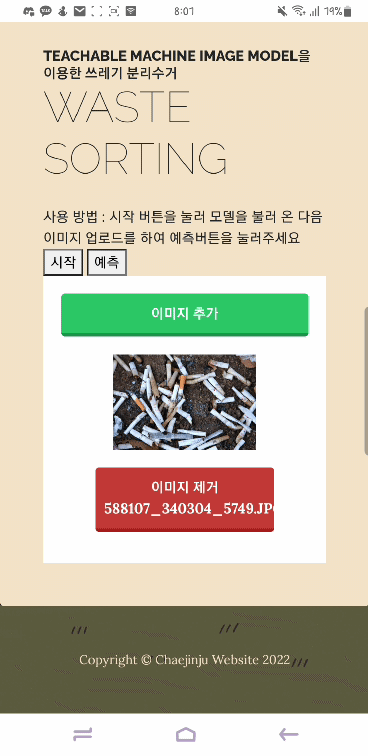 8:01
19%
TEACHABLE MACHINE IMAGE MODEL을
이용한 쓰레기 분리수거
WASTE
SORTING
사용 방법 : 시작 버튼을 눌러 모델을 불러 온 다음
이미지 업로드를 하여 예측버튼을 눌러주세요
시작 예측
이미지 추가
이미지 제거
588107_340304_5749.JPG
Copyright © Chaejinju Website 2022